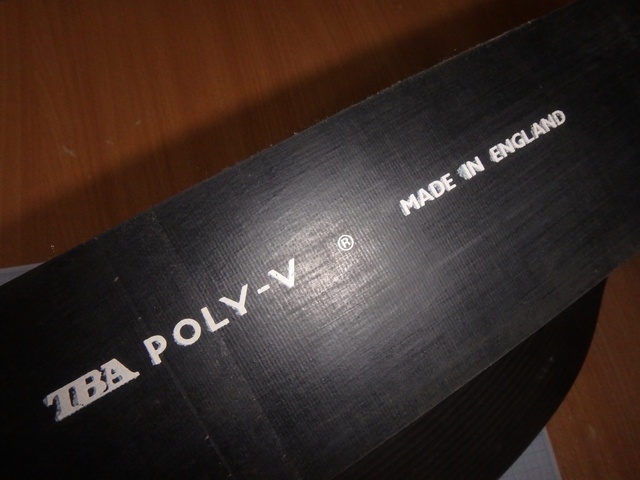 TBA POLY-V ® MADE IN ENGLAND